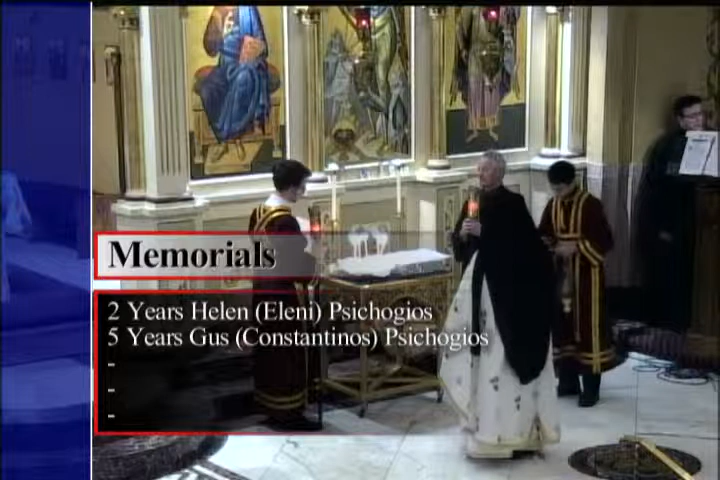 Memorials
2 Years Helen (Eleni) Psichogios
5 Years Gus (Constantinos) Psichogios
-
-
-